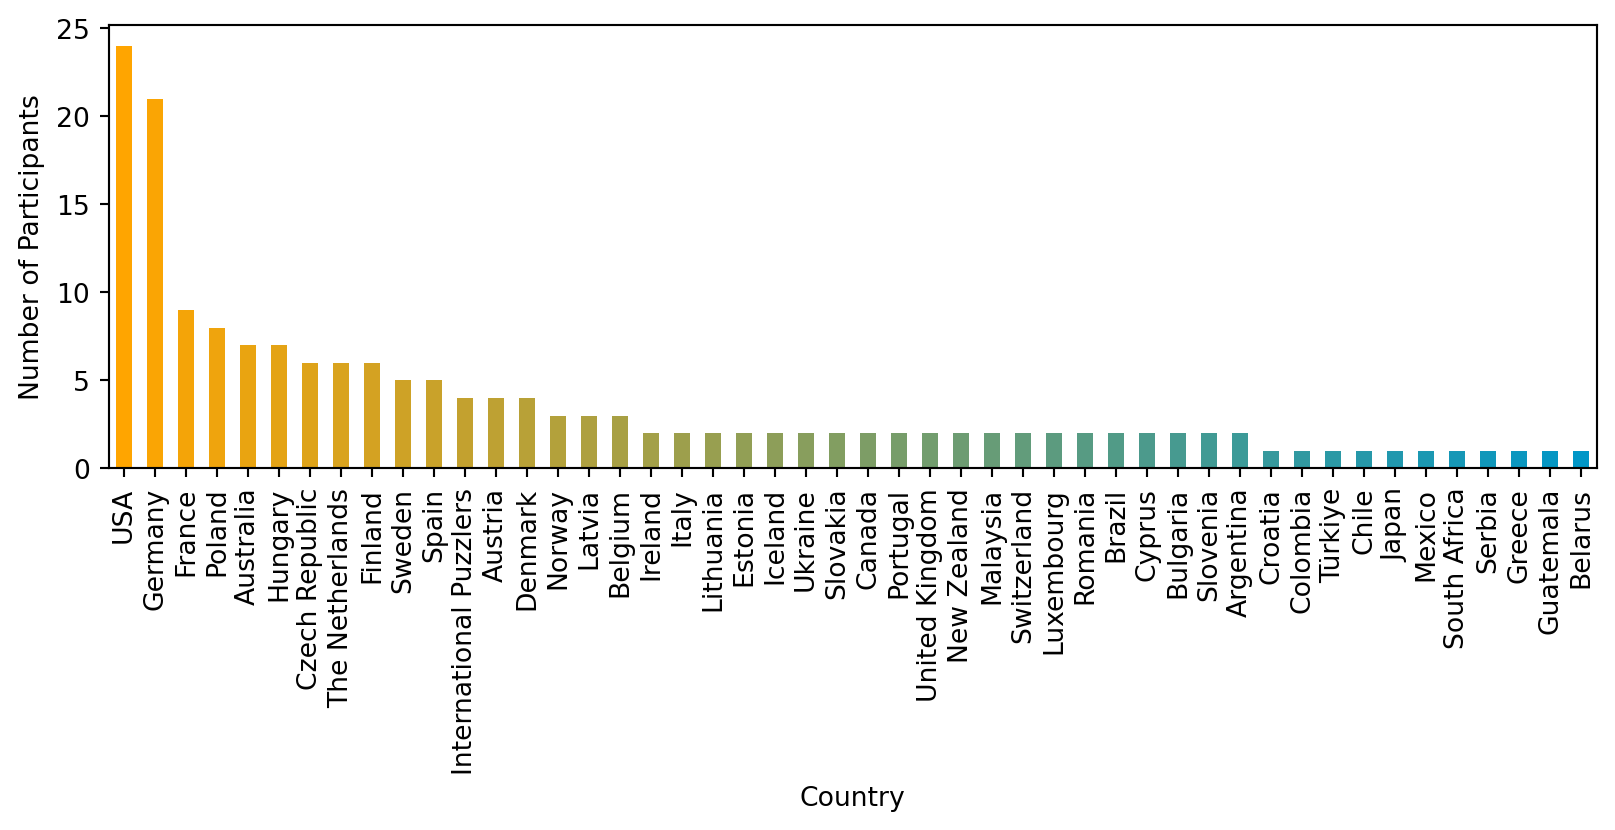 Number of Participants
25
20
15
10
5
0
USA
Germany
France
Poland
Australia
Hungary
Czech Republic
The Netherlands
Finland
Sweden
Spain
International Puzzlers
Austria
Denmark
Norway
Latvia
Belgium
Ireland
Italy
Lithuania
Estonia
Iceland
Ukraine
Slovakia
Canada
Portugal
United Kingdom
New Zealand
Malaysia
Switzerland
Luxembourg
Romania
Brazil
Cyprus
Bulgaria
Slovenia
Argentina
Croatia
Colombia
Turkiye
Chile
Japan
Mexico
South Africa
Serbia
Greece
Guatemala
Belarus
Country